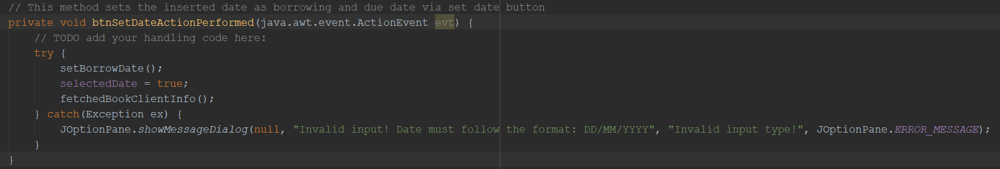 // This method sets the inserted date as borrowing and due date via set date button
private void btnSetDateActionPerformed(java.awt.event.ActionEvent evt) {
    // TODO add your handling code here:
    try {
        setBorrowDate();
        selectedDate = true;
        fetchedBookClientInfo();
    } catch(Exception ex) {
        JOptionPane.showMessageDialog(null, "Invalid input! Date must follow the format: DD/MM/YYYY", "Invalid input type!", JOptionPane.ERROR_MESSAGE);
    }
}